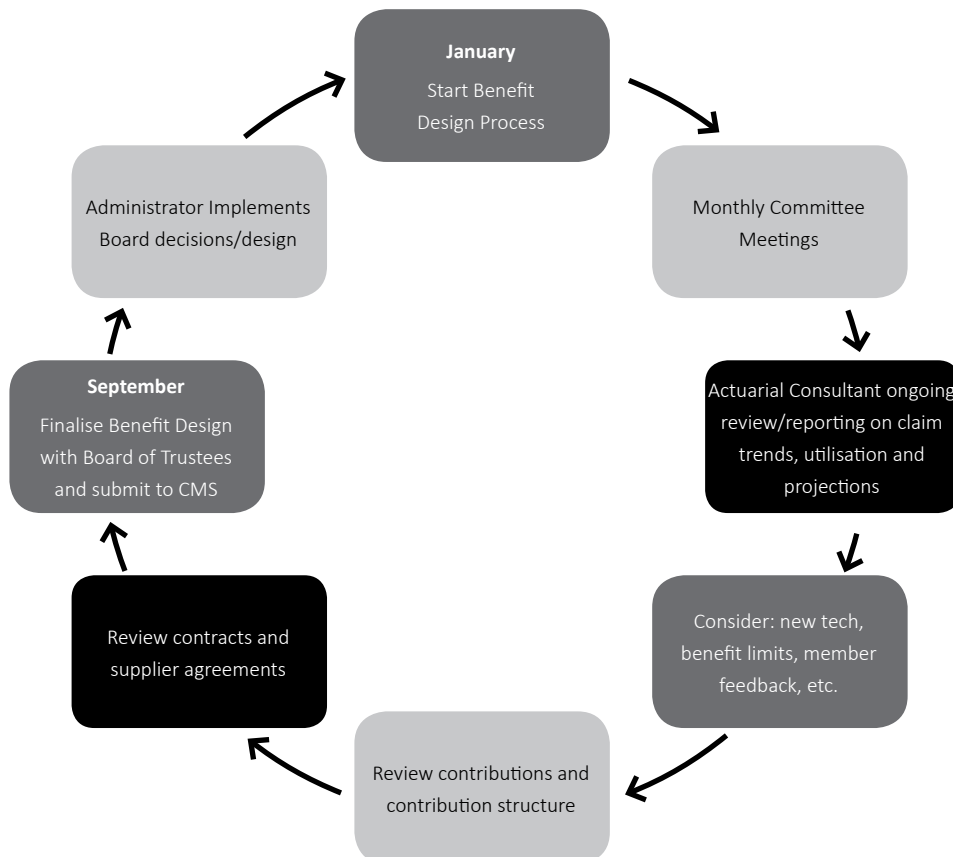 January
Start Benefit
Design Process
Monthly Committee
Meetings
Actuarial Consultant ongoing
review/reporting on claim
trends, utilisation and
projections
Consider: new tech,
benefit limits, member
feedback, etc.
Review contributions and
contribution structure
Review contracts and
supplier agreements
September
Finalise Benefit Design
with Board of Trustees
and submit to CMS
Administrator Implements
Board decisions/design